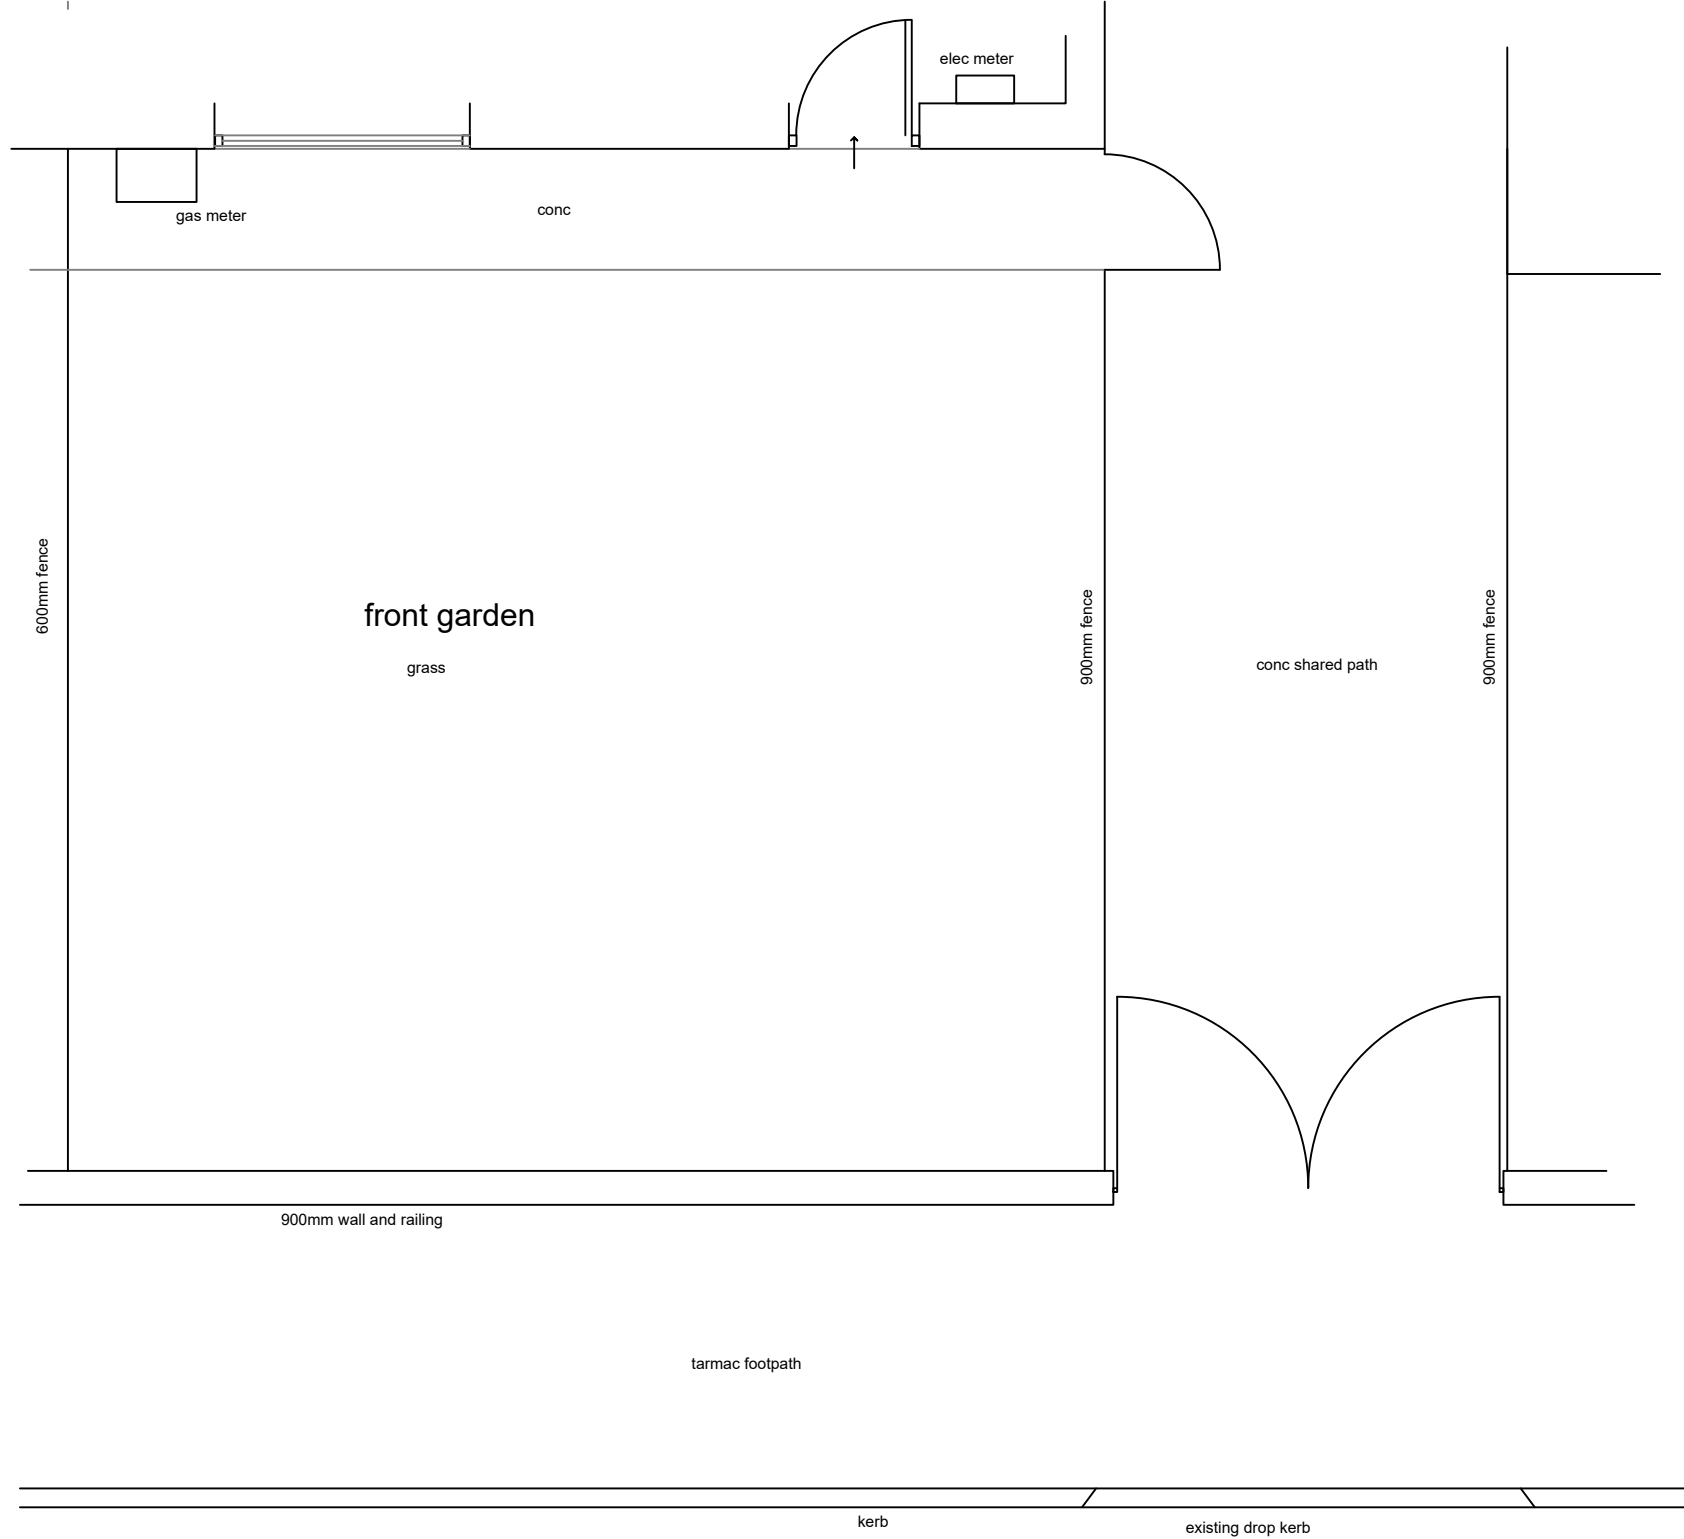 elec meter
gas meter
conc
600mm fence
front garden
grass
900mm fence
conc shared path
900mm fence
900mm wall and railing
tarmac footpath
kerb
existing drop kerb